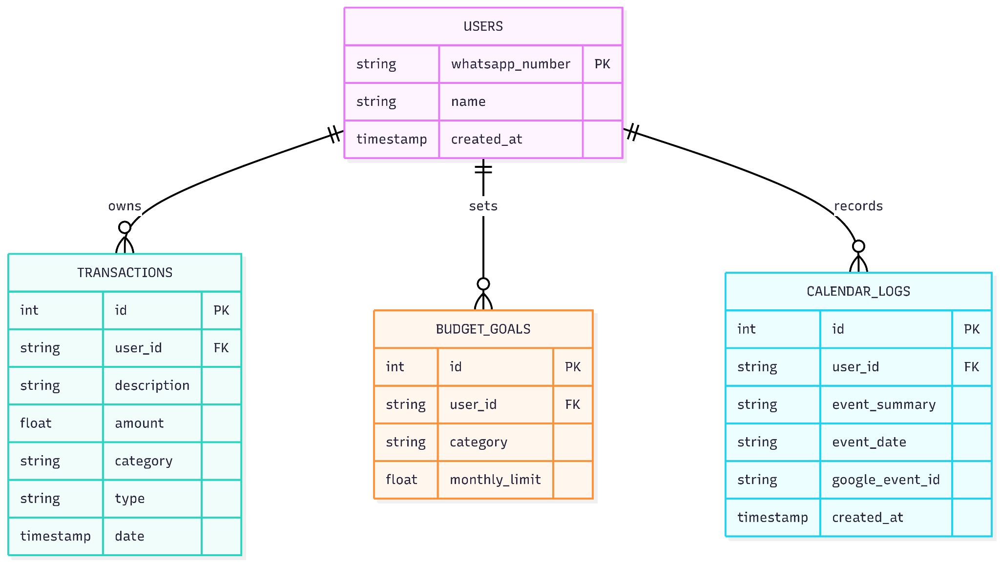 USERS
string whatsapp_number PK
string name
timestamp created_at
owns
sets
records
TRANSACTIONS
int id PK
string user_id FK
string description
float amount
string category
string type
timestamp date
BUDGET_GOALS
int id PK
string user_id FK
string category
float monthly_limit
CALENDAR_LOGS
int id PK
string user_id FK
string event_summary
string event_date
string google_event_id
timestamp created_at